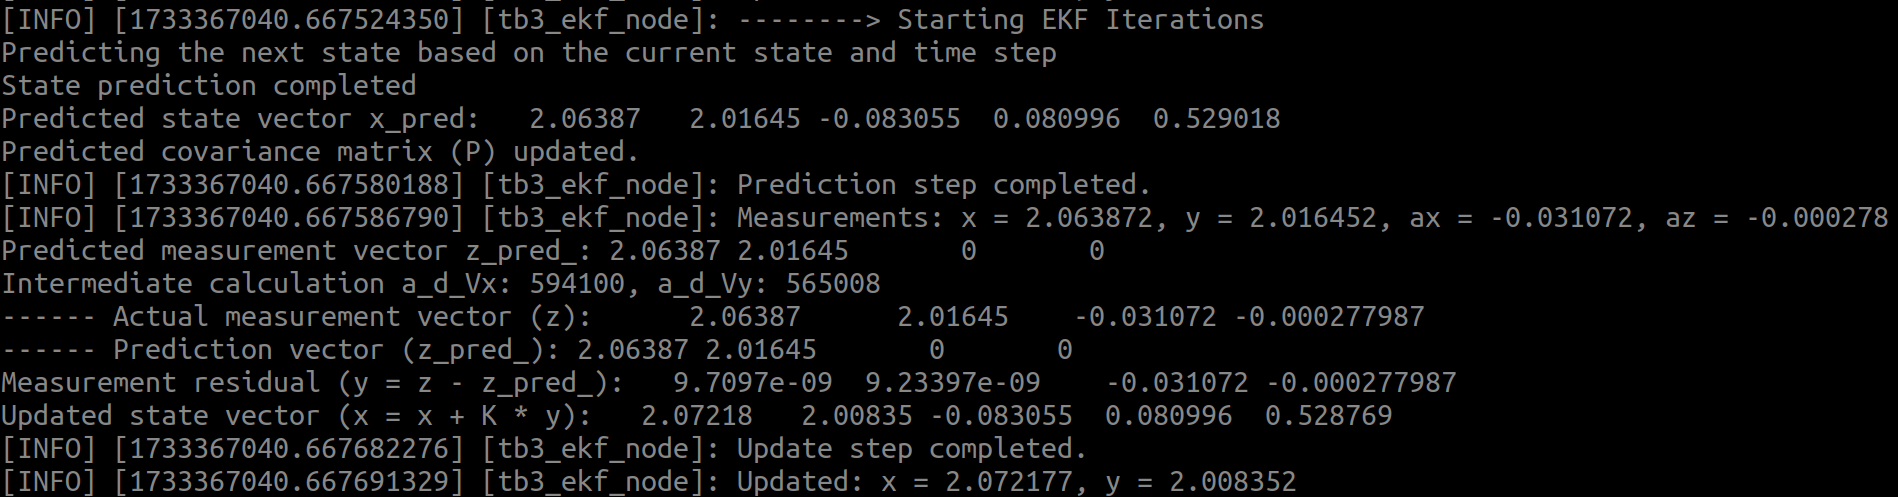 [INFO] [1733367040.667524350] [tb3_ekf_node]: --------> Starting EKF Iterations
Predicting the next state based on the current state and time step
State prediction completed
Predicted state vector x_pred:   2.06387   2.01645 -0.083055  0.080996  0.529018
Predicted covariance matrix (P) updated.
[INFO] [1733367040.667580188] [tb3_ekf_node]: Prediction step completed.
[INFO] [1733367040.667586790] [tb3_ekf_node]: Measurements: x = 2.063872, y = 2.016452, ax = -0.031072, az = -0.000278
Predicted measurement vector z_pred_: 2.06387 2.01645       0       0
Intermediate calculation a_d_Vx: 594100, a_d_Vy: 565008
------ Actual measurement vector (z):      2.06387      2.01645    -0.031072 -0.000277987
------ Prediction vector (z_pred_): 2.06387 2.01645       0       0
Measurement residual (y = z - z_pred_):   9.7097e-09  9.23397e-09    -0.031072 -0.000277987
Updated state vector (x = x + K * y):   2.07218   2.00835 -0.083055  0.080996  0.528769
[INFO] [1733367040.667682276] [tb3_ekf_node]: Update step completed.
[INFO] [1733367040.667691329] [tb3_ekf_node]: Updated: x = 2.072177, y = 2.008352